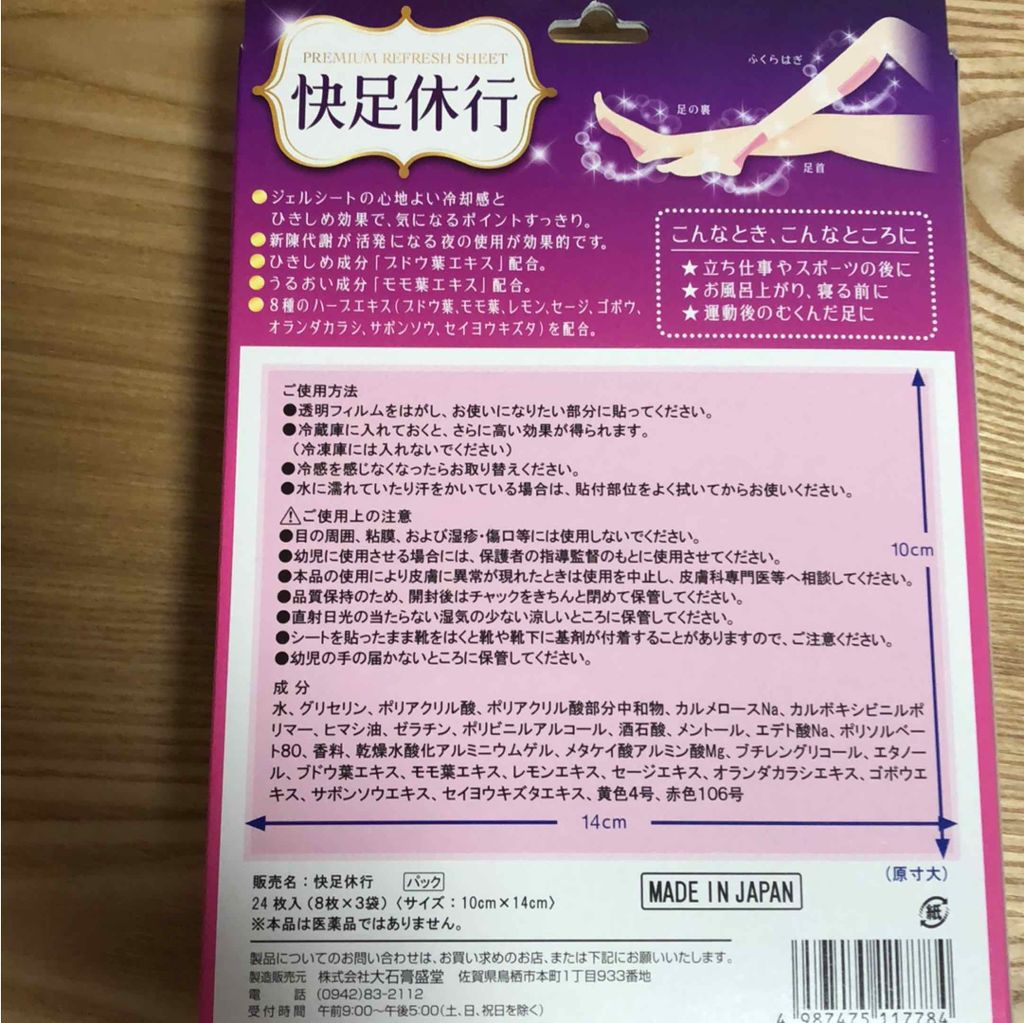 PREMIUM REFRESH SHEET
快足休行
ふくらはぎ
足の裏
足首
●ジェルシートの心地よい冷却感と
ひきしめ効果で、気になるポイントすっきり。
●新陳代謝が活発になる夜の使用が効果的です。
●ひきしめ成分「ブドウ葉エキス」配合。
●うるおい成分「モモ葉エキス」配合。
●8種のハーブエキス(ブドウ葉、モモ葉、レモン、セージ、ゴボウ、
オランダカラシ、サボンソウ、セイヨウキズタ)を配合。
こんなとき、こんなところに
★立ち仕事やスポーツの後に
★お風呂上がり、寝る前に
★運動後のむくんだ足に
ご使用方法
●透明フィルムをはがし、お使いになりたい部分に貼ってください。
●冷蔵庫に入れておくと、さらに高い効果が得られます。
(冷凍庫には入れないでください)
●冷感を感じなくなったらお取り替えください。
●水に濡れていたり汗をかいている場合は、貼付部位をよく拭いてからお使いください。
⚠ご使用上の注意
●目の周囲、粘膜、および湿疹・傷口等には使用しないでください。
●幼児に使用させる場合には、保護者の指導監督のもとに使用させてください。
●本品の使用により皮膚に異常が現れたときは使用を中止し、皮膚科専門医等へ相談してください。
●品質保持のため、開封後はチャックをきちんと閉めて保管してください。
●直射日光の当たらない湿気の少ない涼しいところに保管してください。
●シートを貼ったまま靴をはくと靴や靴下に基剤が付着することがありますので、ご注意ください。
●幼児の手の届かないところに保管してください。
10cm
成分
水、グリセリン、ポリアクリル酸、ポリアクリル酸部分中和物、カルメロースNa、カルボキシビニルポ
リマー、ヒマシ油、ゼラチン、ポリビニルアルコール、酒石酸、メントール、エデト酸Na、ポリソルベー
ト80、香料、乾燥水酸化アルミニウムゲル、メタケイ酸アルミン酸Mg、ブチレングリコール、エタノー
ル、ブドウ葉エキス、モモ葉エキス、レモンエキス、セージエキス、オランダカラシエキス、ゴボウエ
キス、サボンソウエキス、セイヨウキズタエキス、黄色4号、赤色106号
14cm
(原寸大)
販売名:快足休行 パック
24枚入(8枚×3袋)〈サイズ:10cm×14cm〉
※本品は医薬品ではありません。
MADE IN JAPAN
紙
製品についてのお問い合わせは、お買い求めのお店、または下記にお願いいたします。
製造販売元 株式会社大石膏盛堂 佐賀県鳥栖市本町1丁目933番地
電話 (0942)83-2112
受付時間 午前9:00〜午後5:00(土、日、祝日を除く)
4 987475 117784